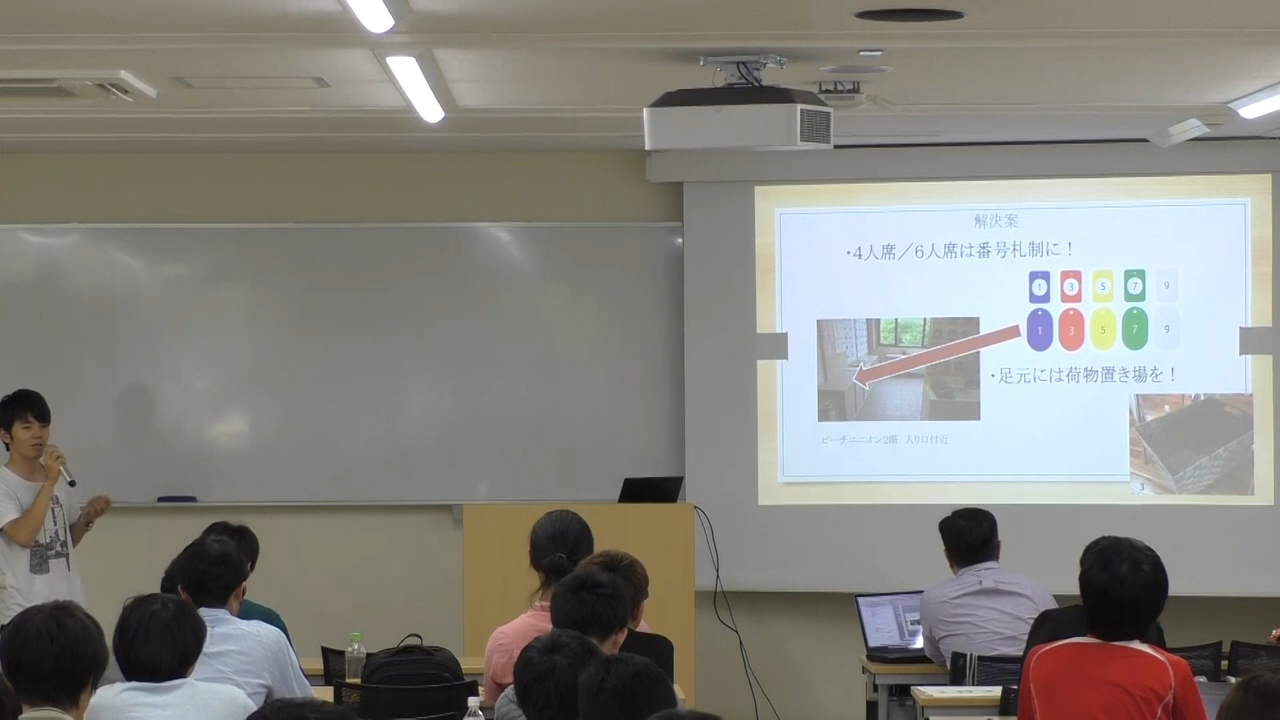 解決案
・4人席／6人席は番号札制に！
1 3 5 7 9
1 3 5 7 9
・足元には荷物置き場を！
ピーチユニオン2階 入り口付近
3